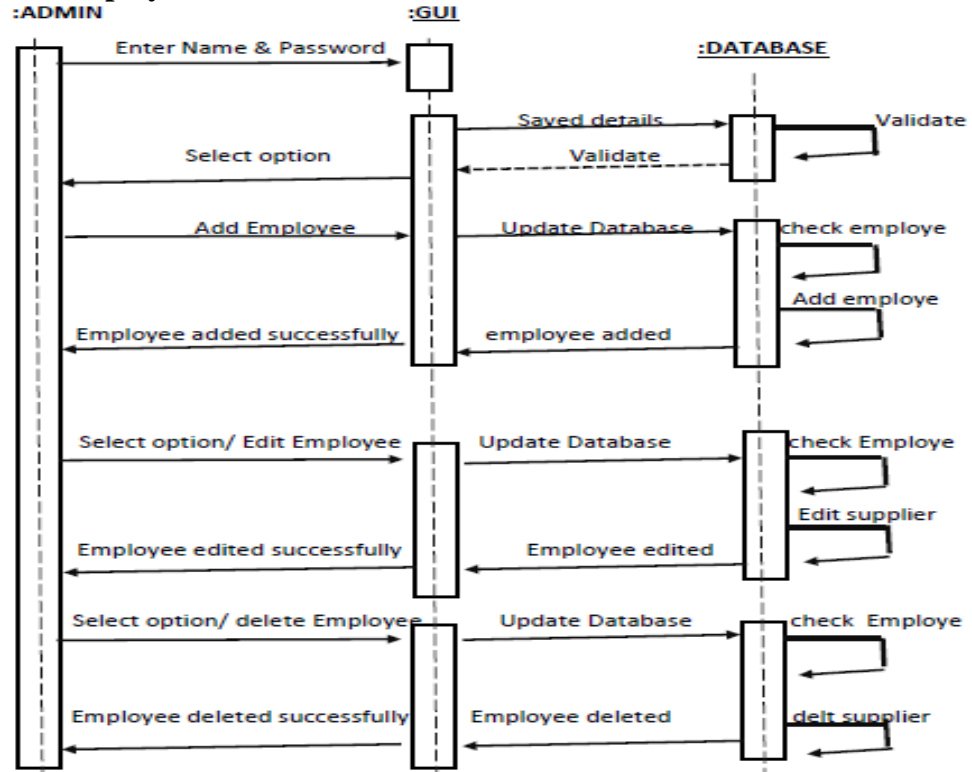 :ADMIN :GUI
:DATABASE
Enter Name & Password
Saved details Validate
Select option Validate
Add Employee Update Database check employe
Add employe
Employee added successfully employee added
Select option/ Edit Employee Update Database check Employe
Edit supplier
Employee edited successfully Employee edited
Select option/ delete Employee Update Database check Employe
Employee deleted successfully Employee deleted delt supplier